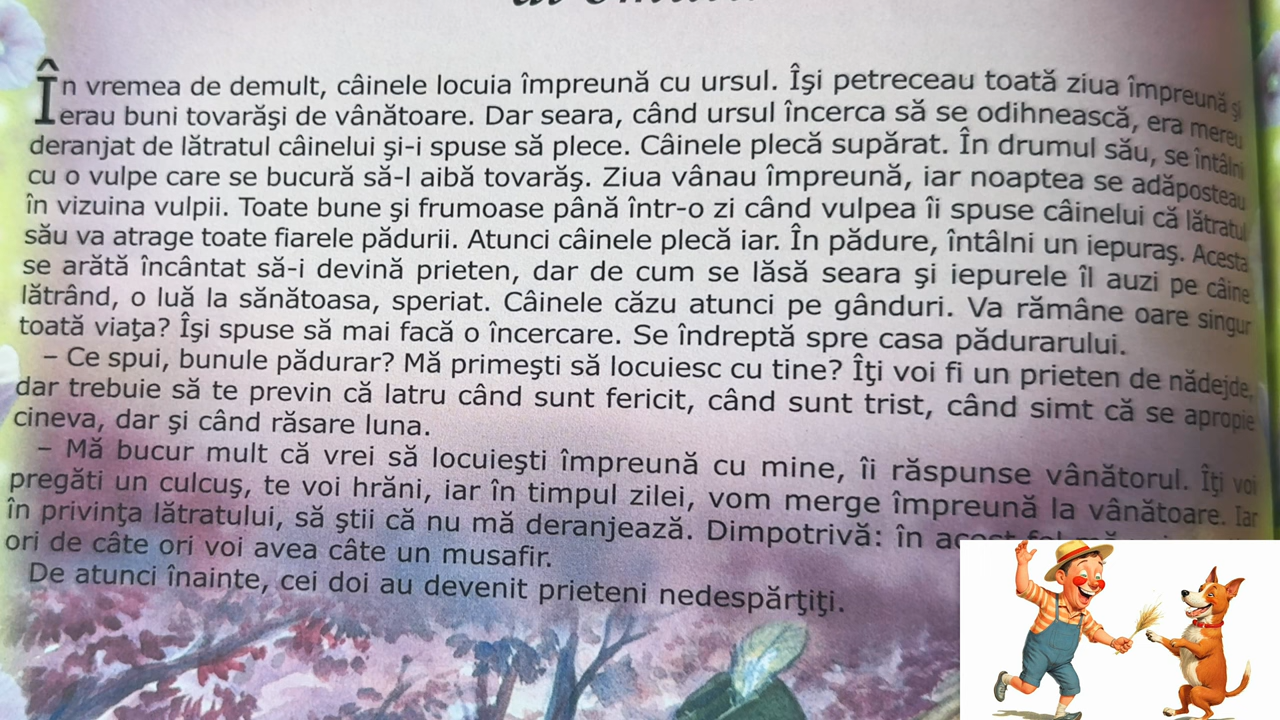 În vremea de demult, câinele locuia împreună cu ursul. Îşi petreceau toată ziua împreună şi
erau buni tovarăşi de vânătoare. Dar seara, când ursul încerca să se odihnească, era mereu
deranjat de lătratul câinelui şi-i spuse să plece. Câinele plecă supărat. În drumul său, se întâlni
cu o vulpe care se bucură să-l aibă tovarăş. Ziua vânau împreună, iar noaptea se adăposteau
în vizuina vulpii. Toate bune şi frumoase până într-o zi când vulpea îi spuse câinelui că lătratul
său va atrage toate fiarele pădurii. Atunci câinele plecă iar. În pădure, întâlni un iepuraş. Acesta
se arătă încântat să-i devină prieten, dar de cum se lăsă seara şi iepurele îl auzi pe câine
lătrând, o luă la sănătoasa, speriat. Câinele căzu atunci pe gânduri. Va rămâne oare singur
toată viaţa? Îşi spuse să mai facă o încercare. Se îndreptă spre casa pădurarului.
– Ce spui, bunule pădurar? Mă primeşti să locuiesc cu tine? Îţi voi fi un prieten de nădejde,
dar trebuie să te previn că latru când sunt fericit, când sunt trist, când simt că se apropie
cineva, dar şi când răsare luna.
– Mă bucur mult că vrei să locuieşti împreună cu mine, îi răspunse vânătorul. Îţi voi
pregăti un culcuş, te voi hrăni, iar în timpul zilei, vom merge împreună la vânătoare. Iar
în privinţa lătratului, să ştii că nu mă deranjează. Dimpotrivă: în acest fel mă
ori de câte ori voi avea câte un musafir.
De atunci înainte, cei doi au devenit prieteni nedespărţiţi.